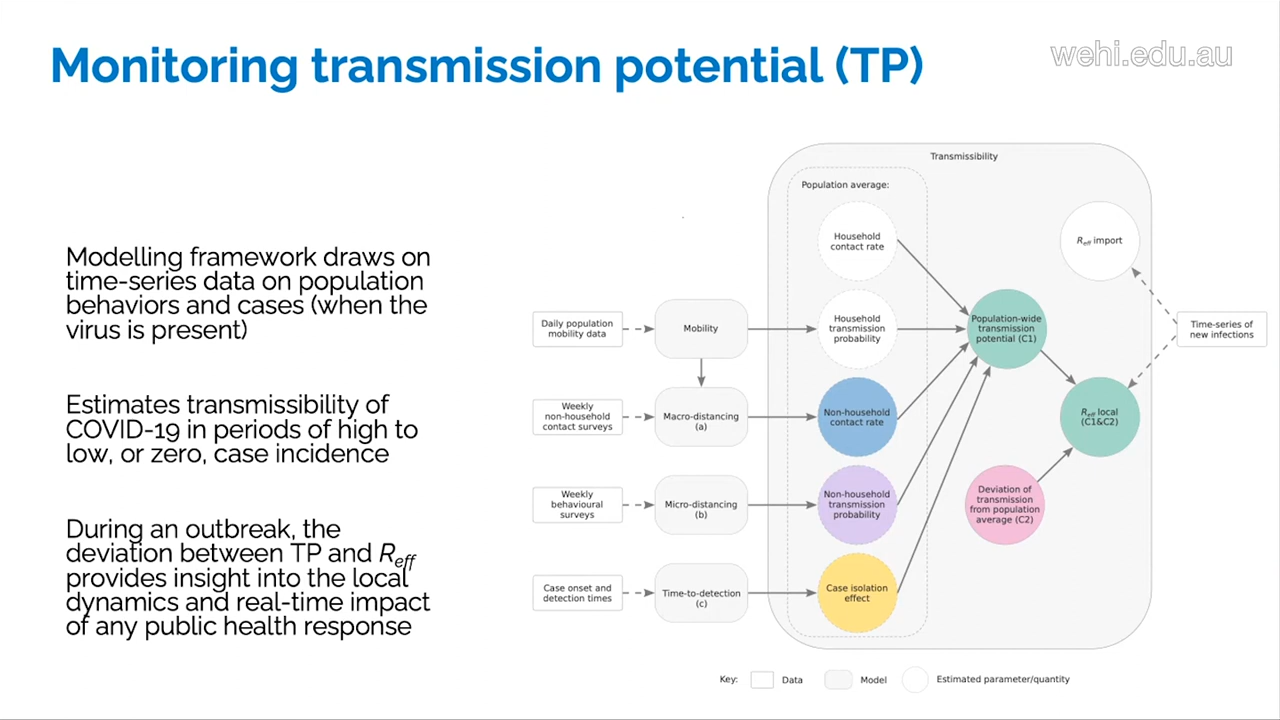 Monitoring transmission potential (TP)
wehi.edu.au
Modelling framework draws on
time-series data on population
behaviors and cases (when the
virus is present)
Estimates transmissibility of
COVID-19 in periods of high to
low, or zero, case incidence
During an outbreak, the
deviation between TP and Reff
provides insight into the local
dynamics and real-time impact
of any public health response
Transmissibility
Population average:
Household
contact rate
Reff import
Daily population
mobility data
Mobility
Household
transmission
probability
Population-wide
transmission
potential (C1)
Time-series of
new infections
Weekly
non-household
contact surveys
Macro-distancing
(a)
Non-household
contact rate
Reff local
(C1&C2)
Weekly
behavioural
surveys
Micro-distancing
(b)
Non-household
transmission
probability
Deviation of
transmission
from population
average (C2)
Case onset and
detection times
Time-to-detection
(c)
Case isolation
effect
Key:
Data
Model
Estimated parameter/quantity